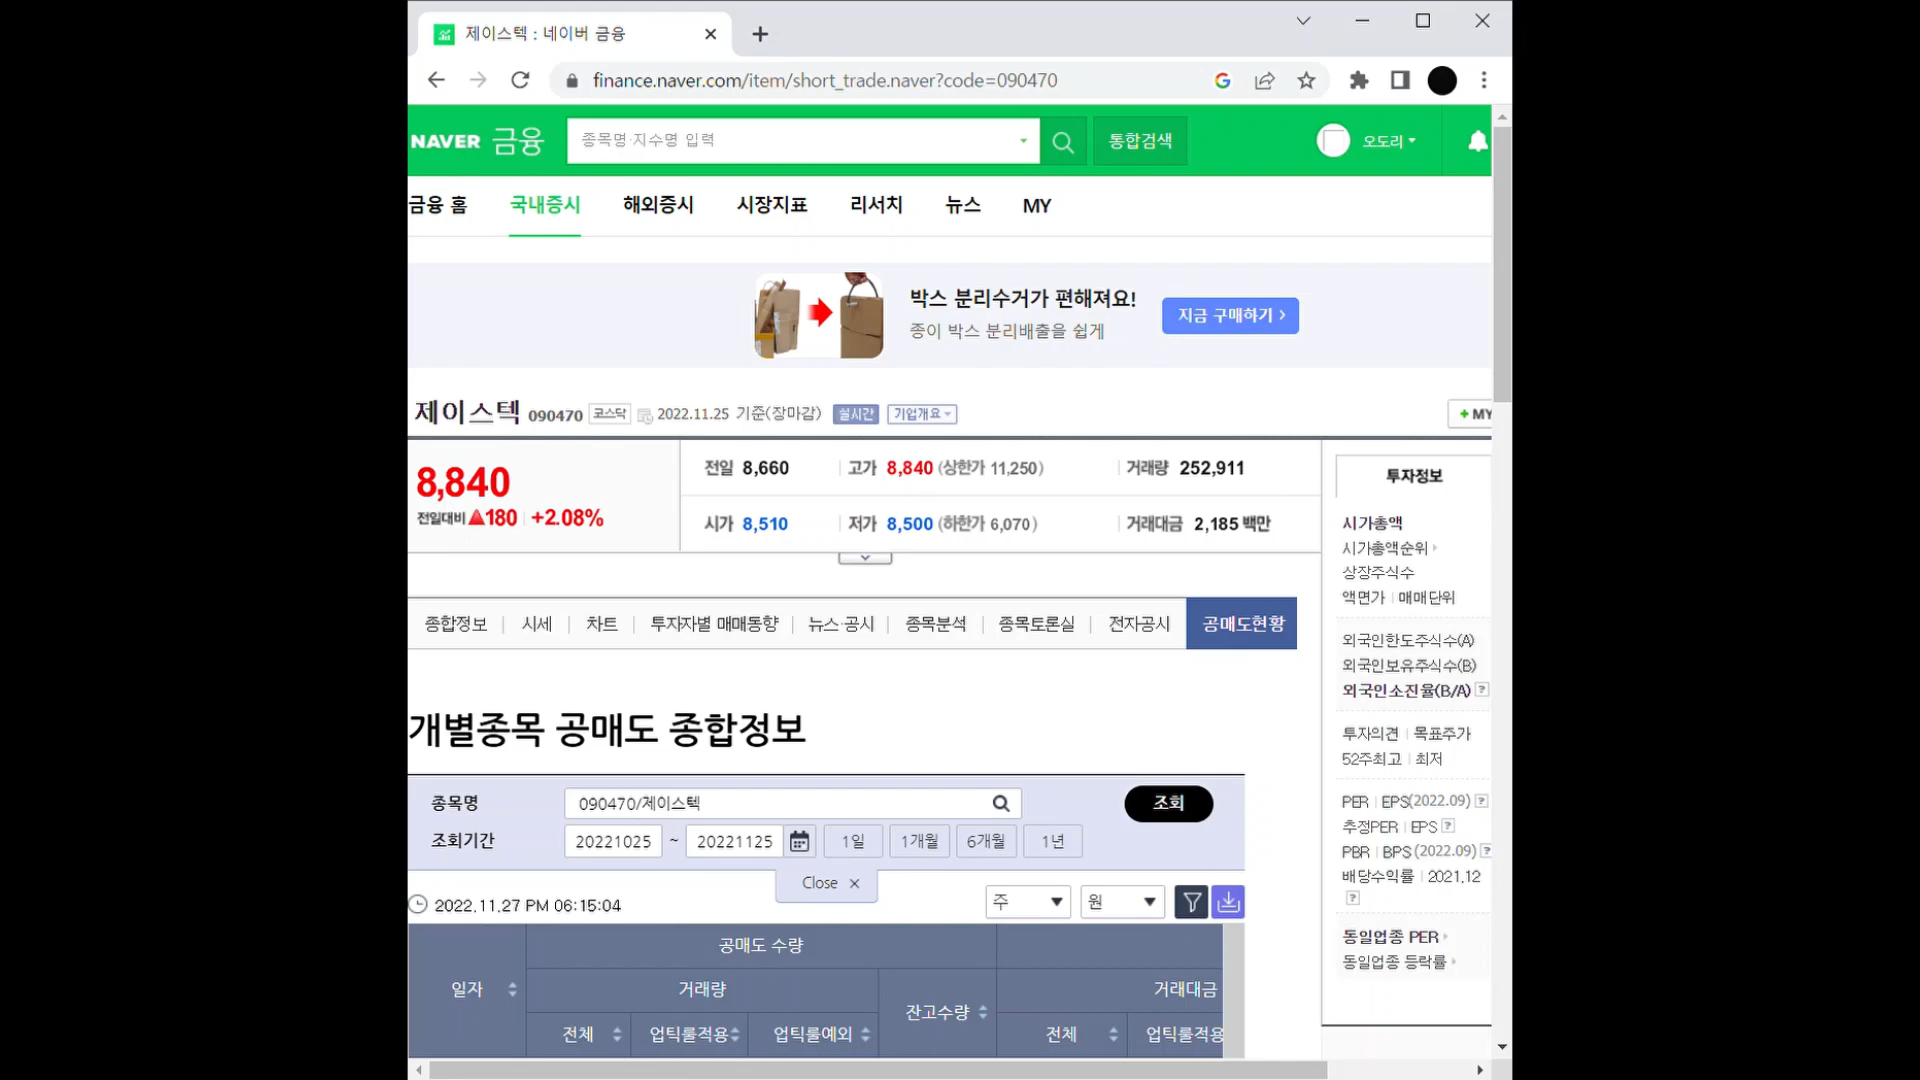 제이스텍 : 네이버 금융
finance.naver.com/item/short_trade.naver?code=090470
NAVER 금융 종목명·지수명 입력 통합검색 오도리
금융 홈 국내증시 해외증시 시장지표 리서치 뉴스 MY
박스 분리수거가 편해져요!
종이 박스 분리배출을 쉽게
지금 구매하기
제이스텍 090470 코스닥 2022.11.25 기준(장마감) 실시간 기업개요 + MY
8,840
전일대비 ▲180 +2.08%
전일 8,660 고가 8,840 (상한가 11,250) 거래량 252,911
시가 8,510 저가 8,500 (하한가 6,070) 거래대금 2,185 백만
종합정보 시세 차트 투자자별 매매동향 뉴스·공시 종목분석 종목토론실 전자공시 공매도현황
투자정보
시가총액
시가총액순위
상장주식수
액면가 매매단위
외국인한도주식수(A)
외국인보유주식수(B)
외국인소진율(B/A) ?
투자의견 목표주가
52주최고 최저
PER EPS(2022.09) ?
추정PER EPS ?
PBR BPS (2022.09) ?
배당수익률 2021.12
?
동일업종 PER
동일업종 등락률
개별종목 공매도 종합정보
종목명 090470/제이스텍 조회
조회기간 20221025 ~ 20221125 1일 1개월 6개월 1년
Close
2022.11.27 PM 06:15:04 주 원
공매도 수량
일자 거래량 잔고수량 거래대금
전체 업틱룰적용 업틱룰예외 전체 업틱룰적용